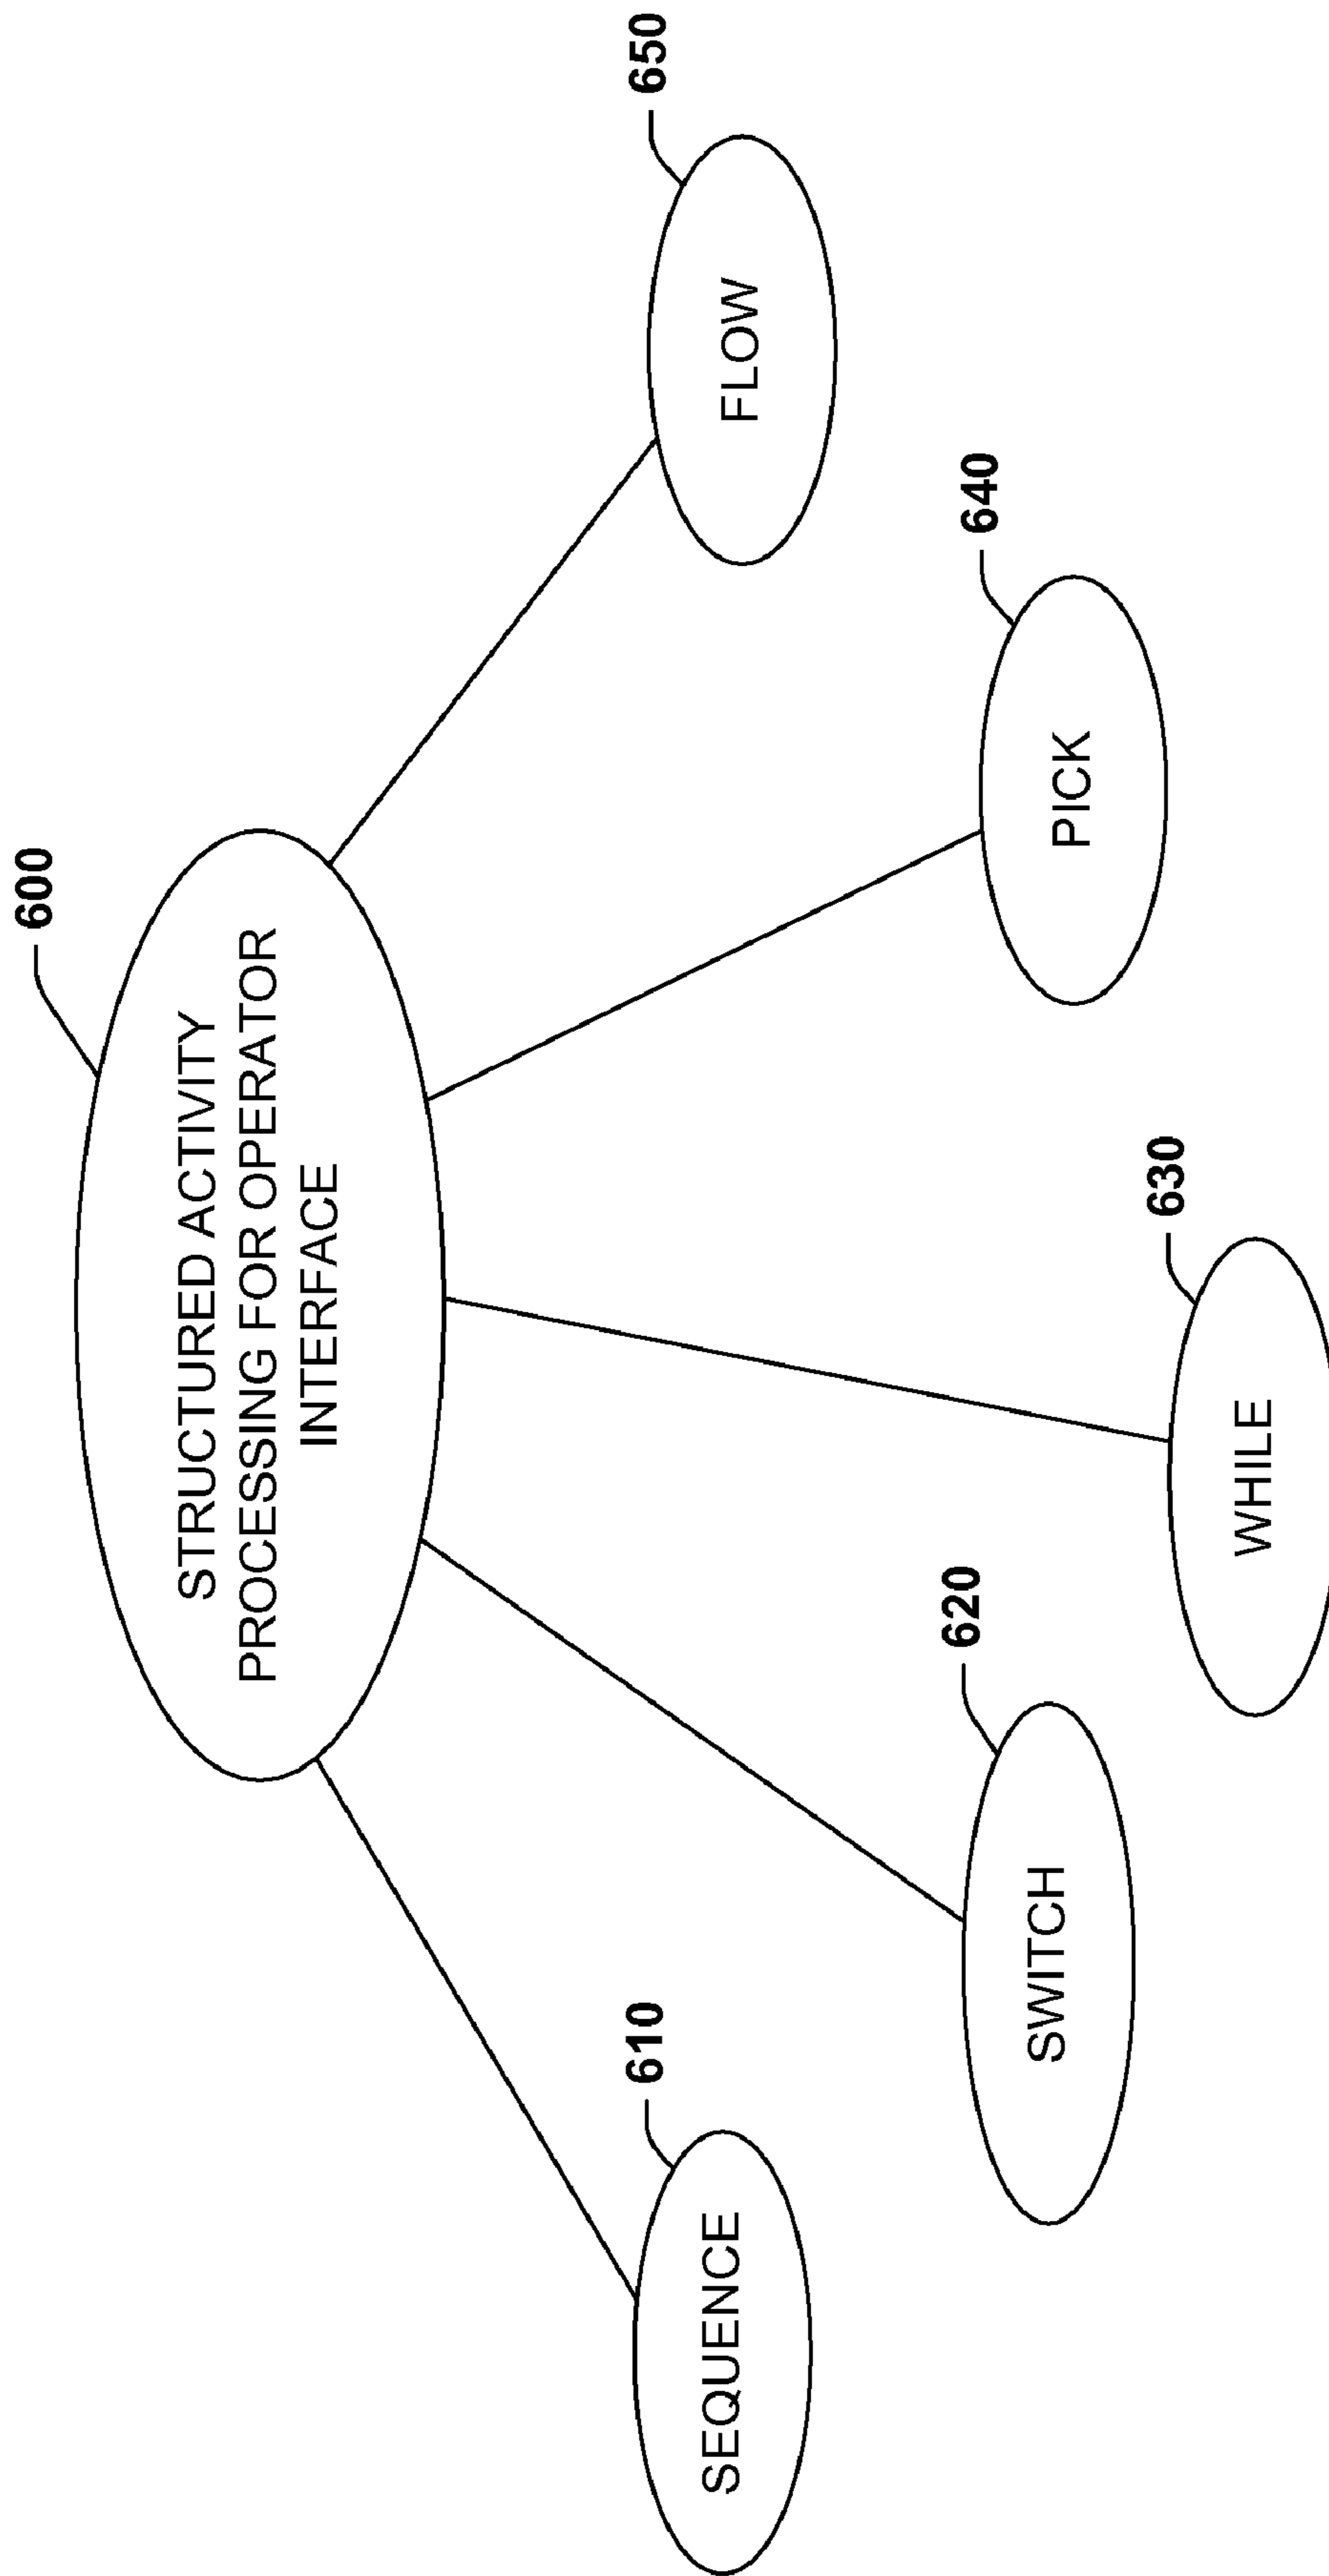 600
STRUCTURED ACTIVITY
PROCESSING FOR OPERATOR
INTERFACE
610
SEQUENCE
620
SWITCH
630
WHILE
640
PICK
650
FLOW